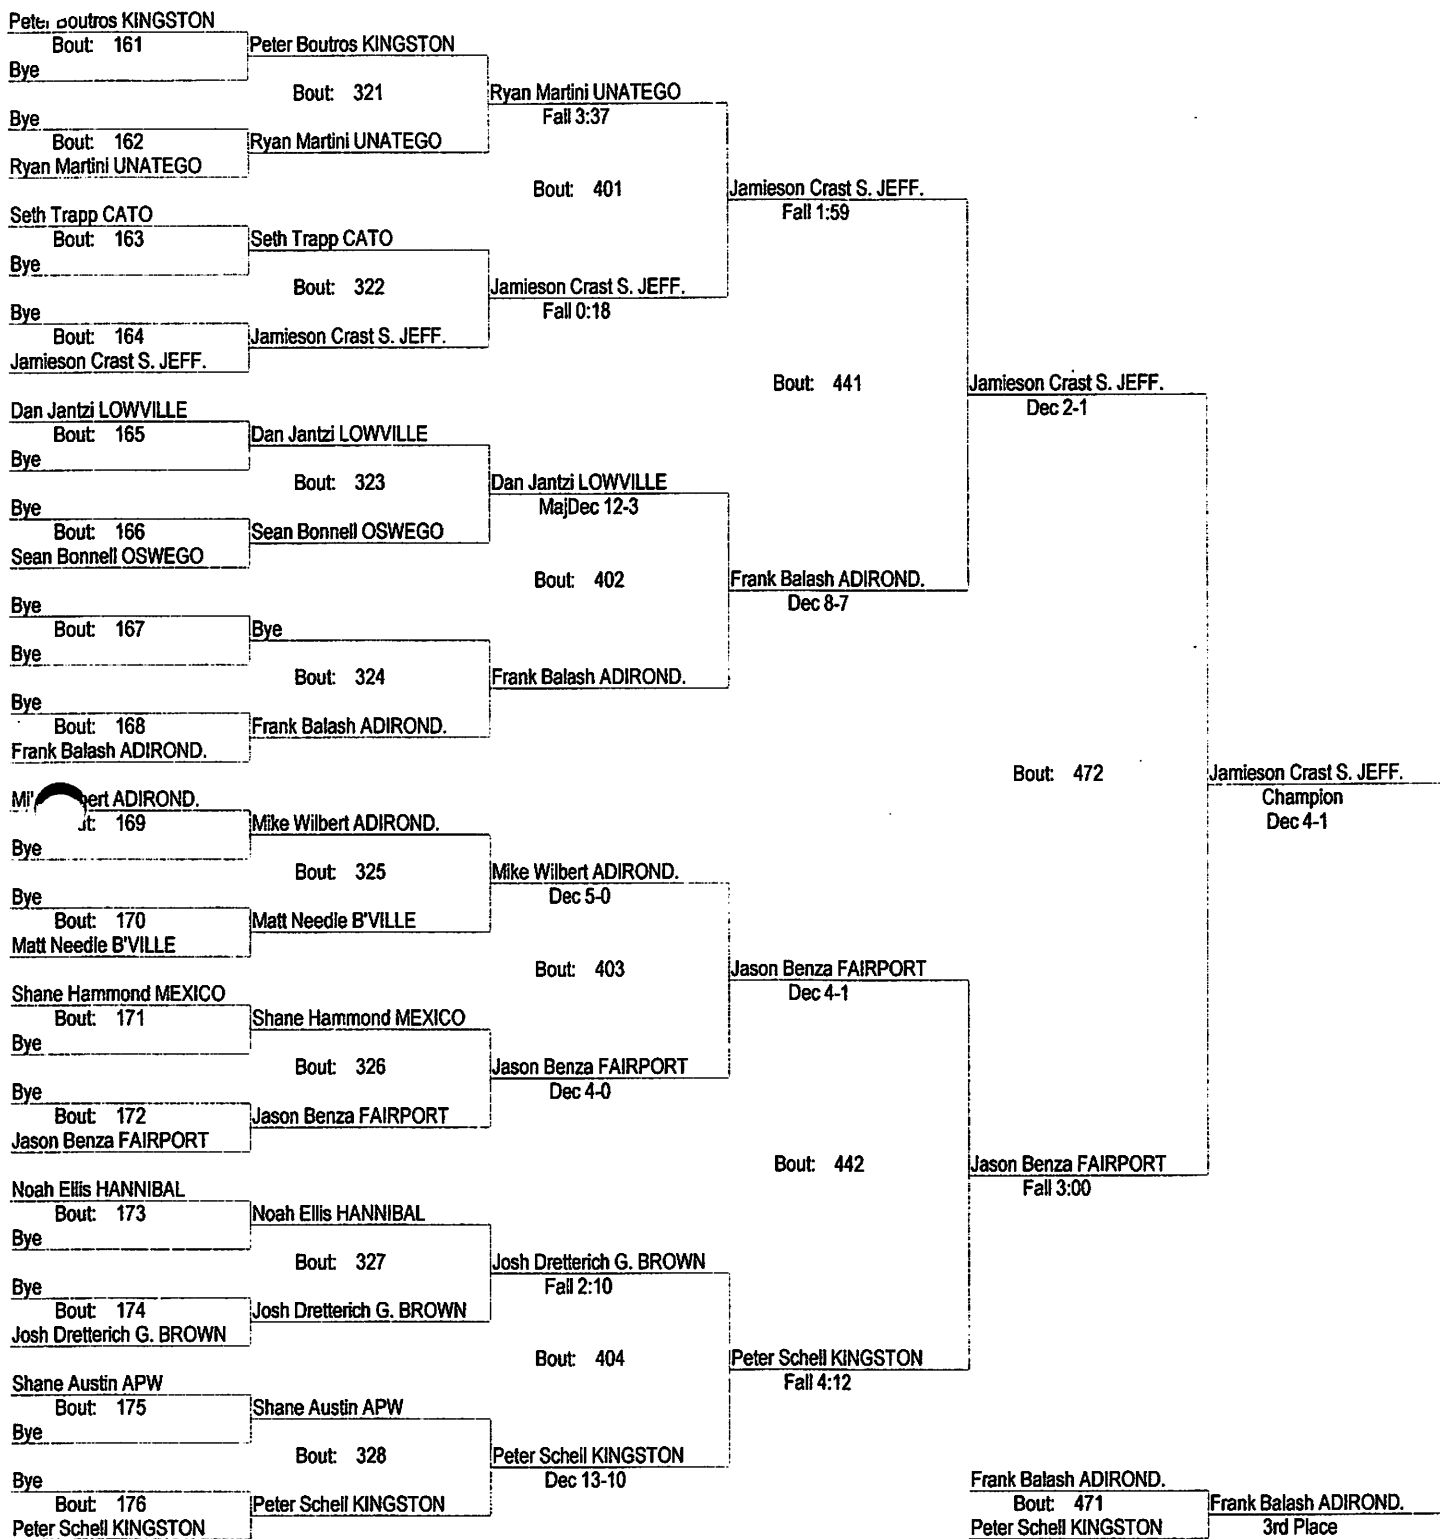 Peter Boutros KINGSTON
Bout: 161
Bye
Peter Boutros KINGSTON
Bout: 321
Bye
Bout: 162
Ryan Martini UNATEGO
Ryan Martini UNATEGO
Ryan Martini UNATEGO
Fall 3:37
Bout: 401
Seth Trapp CATO
Bout: 163
Bye
Seth Trapp CATO
Bout: 322
Bye
Bout: 164
Jamieson Crast S. JEFF.
Jamieson Crast S. JEFF.
Jamieson Crast S. JEFF.
Fall 0:18
Jamieson Crast S. JEFF.
Fall 1:59
Bout: 441
Dan Jantzi LOWVILLE
Bout: 165
Bye
Dan Jantzi LOWVILLE
Bout: 323
Bye
Bout: 166
Sean Bonnell OSWEGO
Sean Bonnell OSWEGO
Dan Jantzi LOWVILLE
MajDec 12-3
Bout: 402
Bye
Bout: 167
Bye
Bye
Bout: 324
Bye
Bout: 168
Frank Balash ADIROND.
Frank Balash ADIROND.
Frank Balash ADIROND.
Frank Balash ADIROND.
Dec 8-7
Jamieson Crast S. JEFF.
Dec 2-1
Bout: 472
ADIROND.
169
Bye
Mike Wilbert ADIROND.
Bout: 325
Bye
Bout: 170
Matt Needle B'VILLE
Matt Needle B'VILLE
Mike Wilbert ADIROND.
Dec 5-0
Bout: 403
Shane Hammond MEXICO
Bout: 171
Bye
Shane Hammond MEXICO
Bout: 326
Bye
Bout: 172
Jason Benza FAIRPORT
Jason Benza FAIRPORT
Jason Benza FAIRPORT
Dec 4-0
Jason Benza FAIRPORT
Dec 4-1
Bout: 442
Noah Ellis HANNIBAL
Bout: 173
Bye
Noah Ellis HANNIBAL
Bout: 327
Bye
Bout: 174
Josh Dretterich G. BROWN
Josh Dretterich G. BROWN
Josh Dretterich G. BROWN
Fall 2:10
Bout: 404
Shane Austin APW
Bout: 175
Bye
Shane Austin APW
Bout: 328
Bye
Bout: 176
Peter Schell KINGSTON
Peter Schell KINGSTON
Peter Schell KINGSTON
Dec 13-10
Peter Schell KINGSTON
Fall 4:12
Jason Benza FAIRPORT
Fall 3:00
Jamieson Crast S. JEFF.
Champion
Dec 4-1
Frank Balash ADIROND.
Bout: 471
Peter Schell KINGSTON
Frank Balash ADIROND.
3rd Place